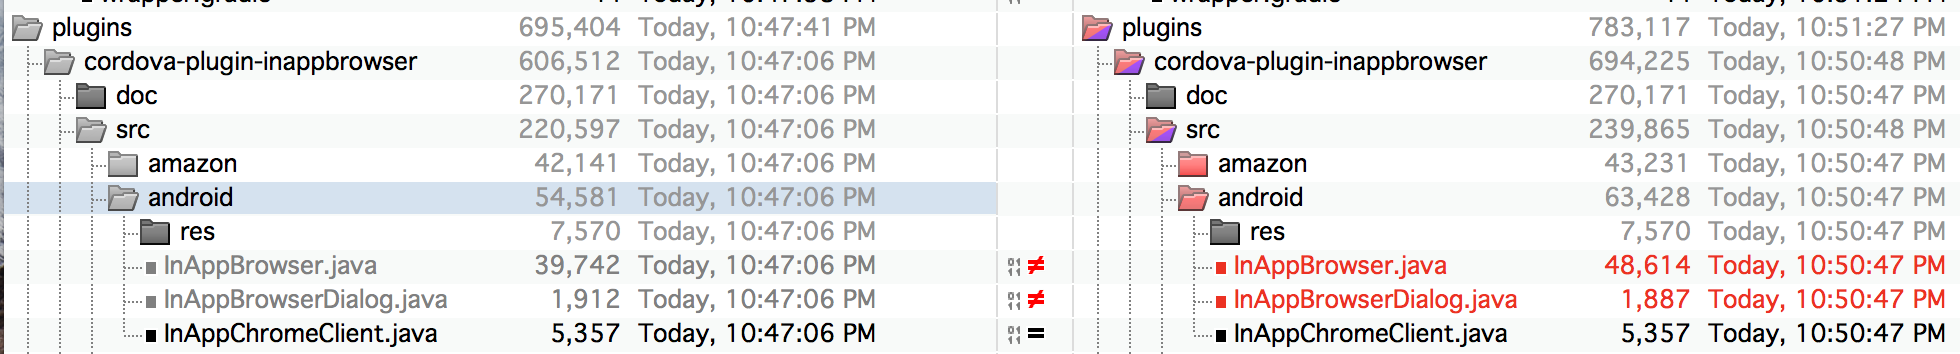 plugins 695,404 Today, 10:47:41 PM plugins 783,117 Today, 10:51:27 PM
cordova-plugin-inappbrowser 606,512 Today, 10:47:06 PM cordova-plugin-inappbrowser 694,225 Today, 10:50:48 PM
doc 270,171 Today, 10:47:06 PM doc 270,171 Today, 10:50:47 PM
src 220,597 Today, 10:47:06 PM src 239,865 Today, 10:50:48 PM
amazon 42,141 Today, 10:47:06 PM amazon 43,231 Today, 10:50:47 PM
android 54,581 Today, 10:47:06 PM android 63,428 Today, 10:50:47 PM
res 7,570 Today, 10:47:06 PM res 7,570 Today, 10:50:47 PM
InAppBrowser.java 39,742 Today, 10:47:06 PM ≠ InAppBrowser.java 48,614 Today, 10:50:47 PM
InAppBrowserDialog.java 1,912 Today, 10:47:06 PM ≠ InAppBrowserDialog.java 1,887 Today, 10:50:47 PM
InAppChromeClient.java 5,357 Today, 10:47:06 PM = InAppChromeClient.java 5,357 Today, 10:50:47 PM